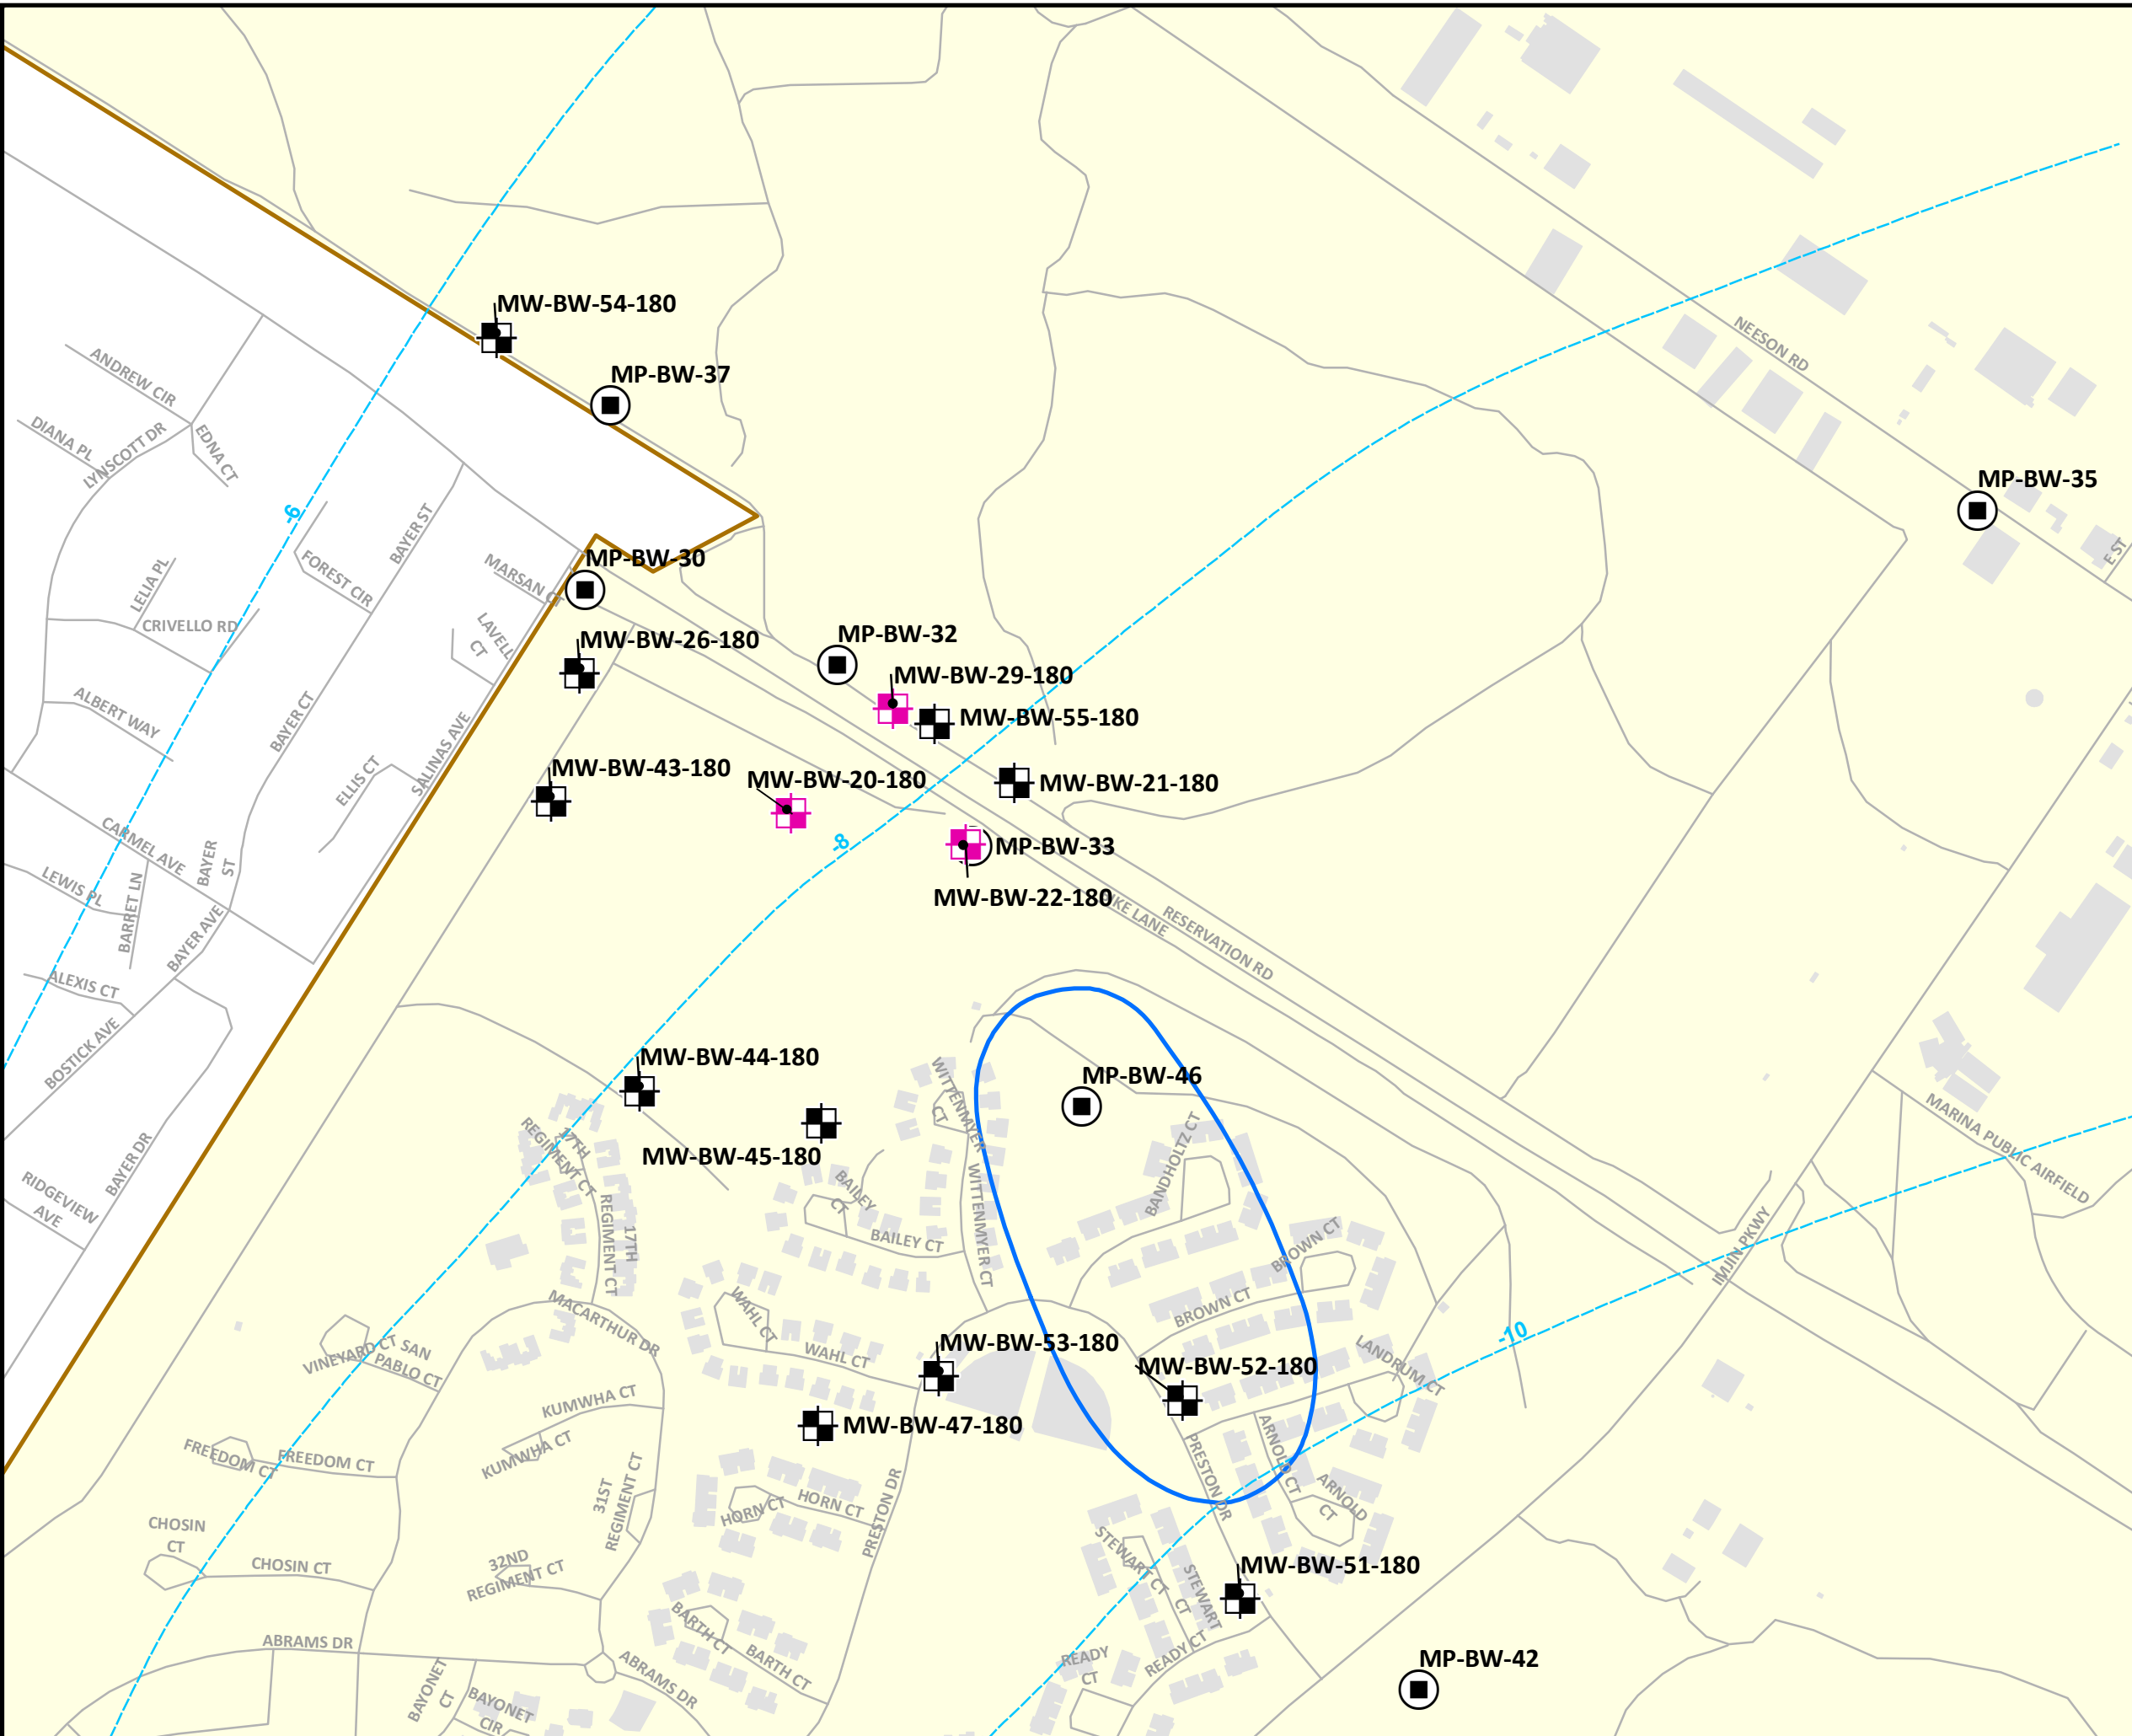 MW-BW-54-180
MP-BW-37
NEESON RD
ANDREW CIR
DIANA PL
LYNSCOTT DR
EDNA CT
MP-BW-35
-6
BAYER ST
E ST
MP-BW-30
MARSAN CT
FOREST CIR
LELIA PL
CRIVELLO RD
LAVELL
CT
MW-BW-26-180
MP-BW-32
MW-BW-29-180
MW-BW-55-180
ALBERT WAY
BAYER CT
SALINAS AVE
ELLIS CT
MW-BW-43-180
MW-BW-20-180
MW-BW-21-180
-8
MP-BW-33
MW-BW-22-180
CARMEL AVE
BAYER
ST
LEWIS PL
BARRET LN
BAYER AVE
LANE
RESERVATION RD
ALEXIS CT
BOSTICK AVE
MW-BW-44-180
MP-BW-46
WITTENMYER
CT
MW-BW-45-180
17TH
REGIMENT CT
BANDHOLTZ CT
MARINA PUBLIC AIRFIELD
BAYER DR
RIDGEVIEW
AVE
BAILEY
CT
BAILEY CT
WITTENMYER CT
17TH
REGIMENT CT
BROWN CT
IMJIN PKWY
MACARTHUR DR
WAHL CT
WAHL CT
BROWN CT
-10
VINEYARD CT
SAN
PABLO CT
MW-BW-53-180
MW-BW-52-180
LANDRUM CT
KUMWHA CT
KUMWHA CT
MW-BW-47-180
FREEDOM CT
FREEDOM CT
ARNOLD CT
PRESTON DR
ARNOLD
CT
31ST
REGIMENT CT
HORN CT
HORN CT
PRESTON DR
CHOSIN
CT
CHOSIN CT
32ND
REGIMENT CT
STEWART CT
STEWART
CT
MW-BW-51-180
BARTH CT
BARTH CT
ABRAMS DR
ABRAMS DR
READY
CT
READY CT
MP-BW-42
BAYONET
CT
BAYONET
CIR